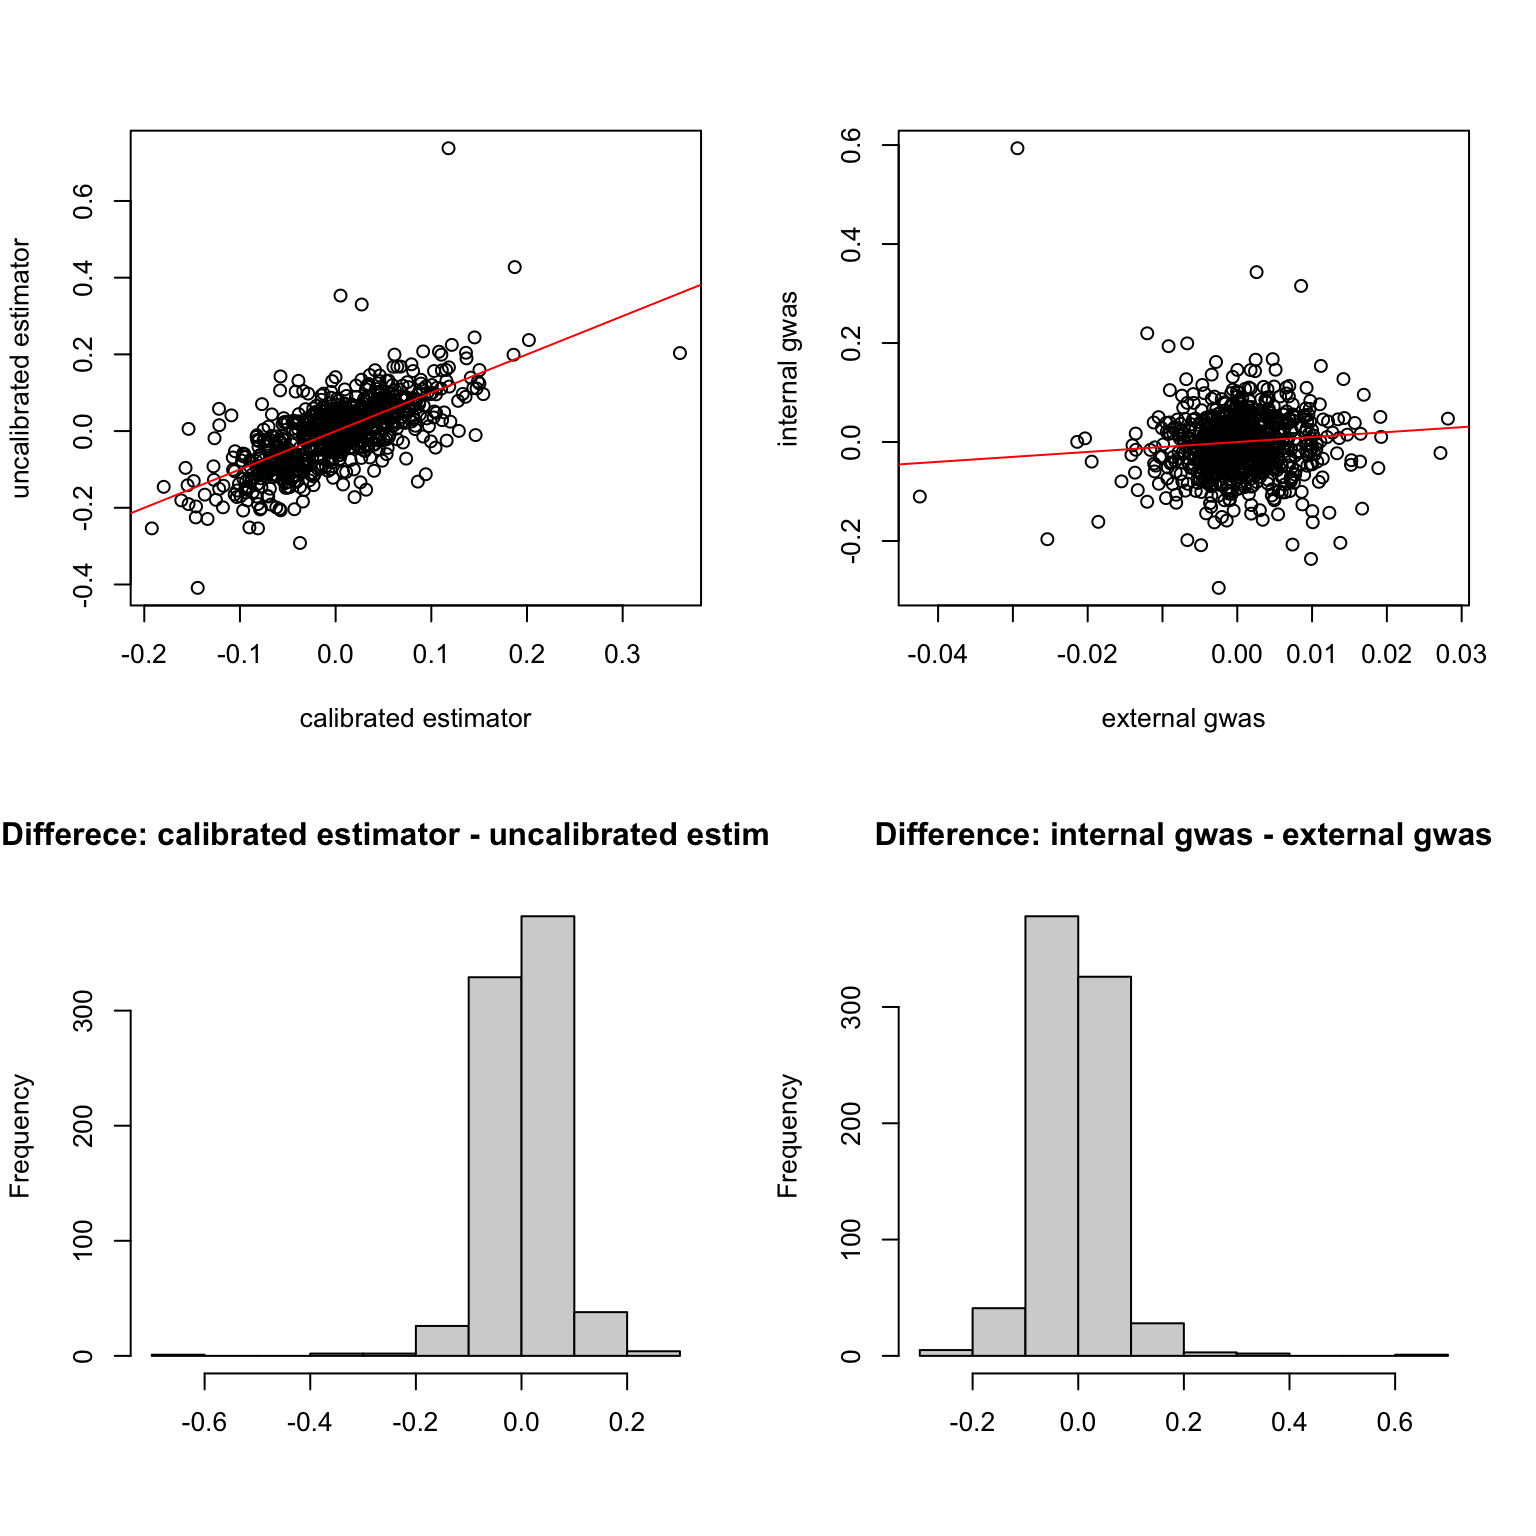 uncalibrated estimator
-0.4 -0.2 0.0 0.2 0.4 0.6
-0.2 -0.1 0.0 0.1 0.2 0.3
calibrated estimator
internal gwas
-0.2 0.0 0.2 0.4 0.6
-0.04 -0.02 0.00 0.01 0.02 0.03
external gwas
Differece: calibrated estimator - uncalibrated estim
Frequency
0 100 200 300
-0.6 -0.4 -0.2 0.0 0.2
Difference: internal gwas - external gwas
Frequency
0 100 200 300
-0.2 0.0 0.2 0.4 0.6